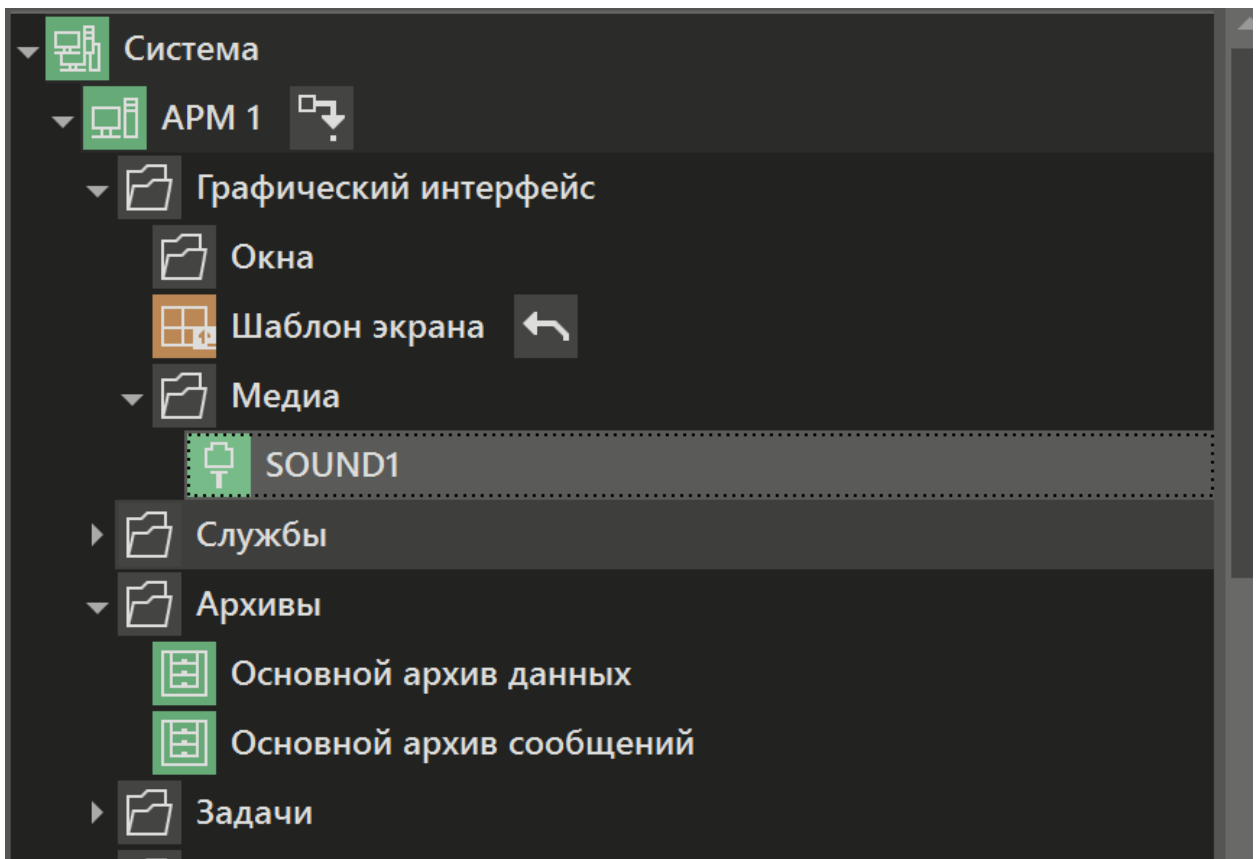 Система
АРМ 1
Графический интерфейс
Окна
Шаблон экрана
Медиа
SOUND1
Службы
Архивы
Основной архив данных
Основной архив сообщений
Задачи